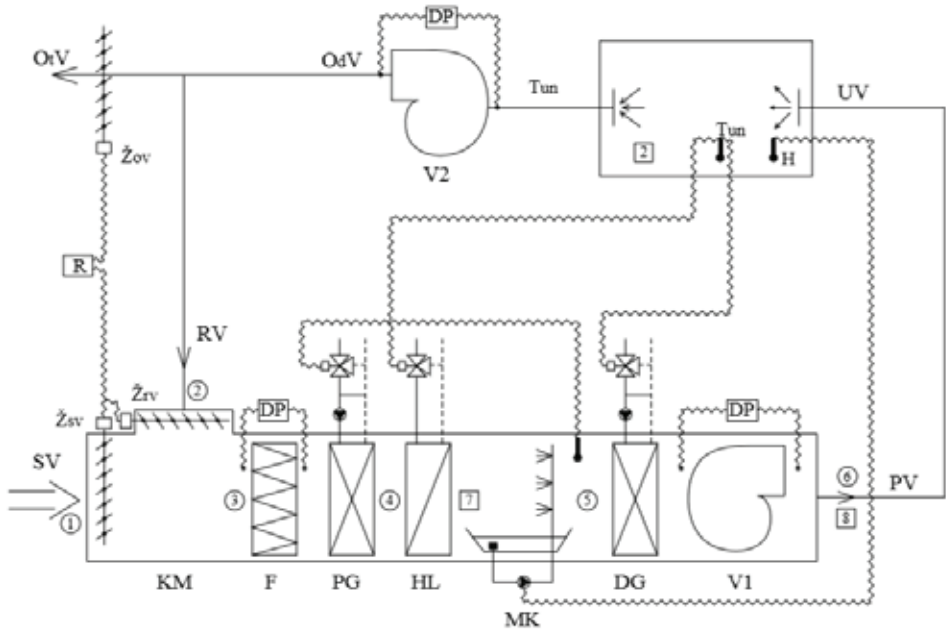 DP
OtV
OdV
Tun
UV
Tun
2
H
Žov
V2
R
RV
Žsv
Žrv
2
DP
DP
SV
1
3
4
7
5
6
PV
8
KM
F
PG
HL
MK
DG
V1